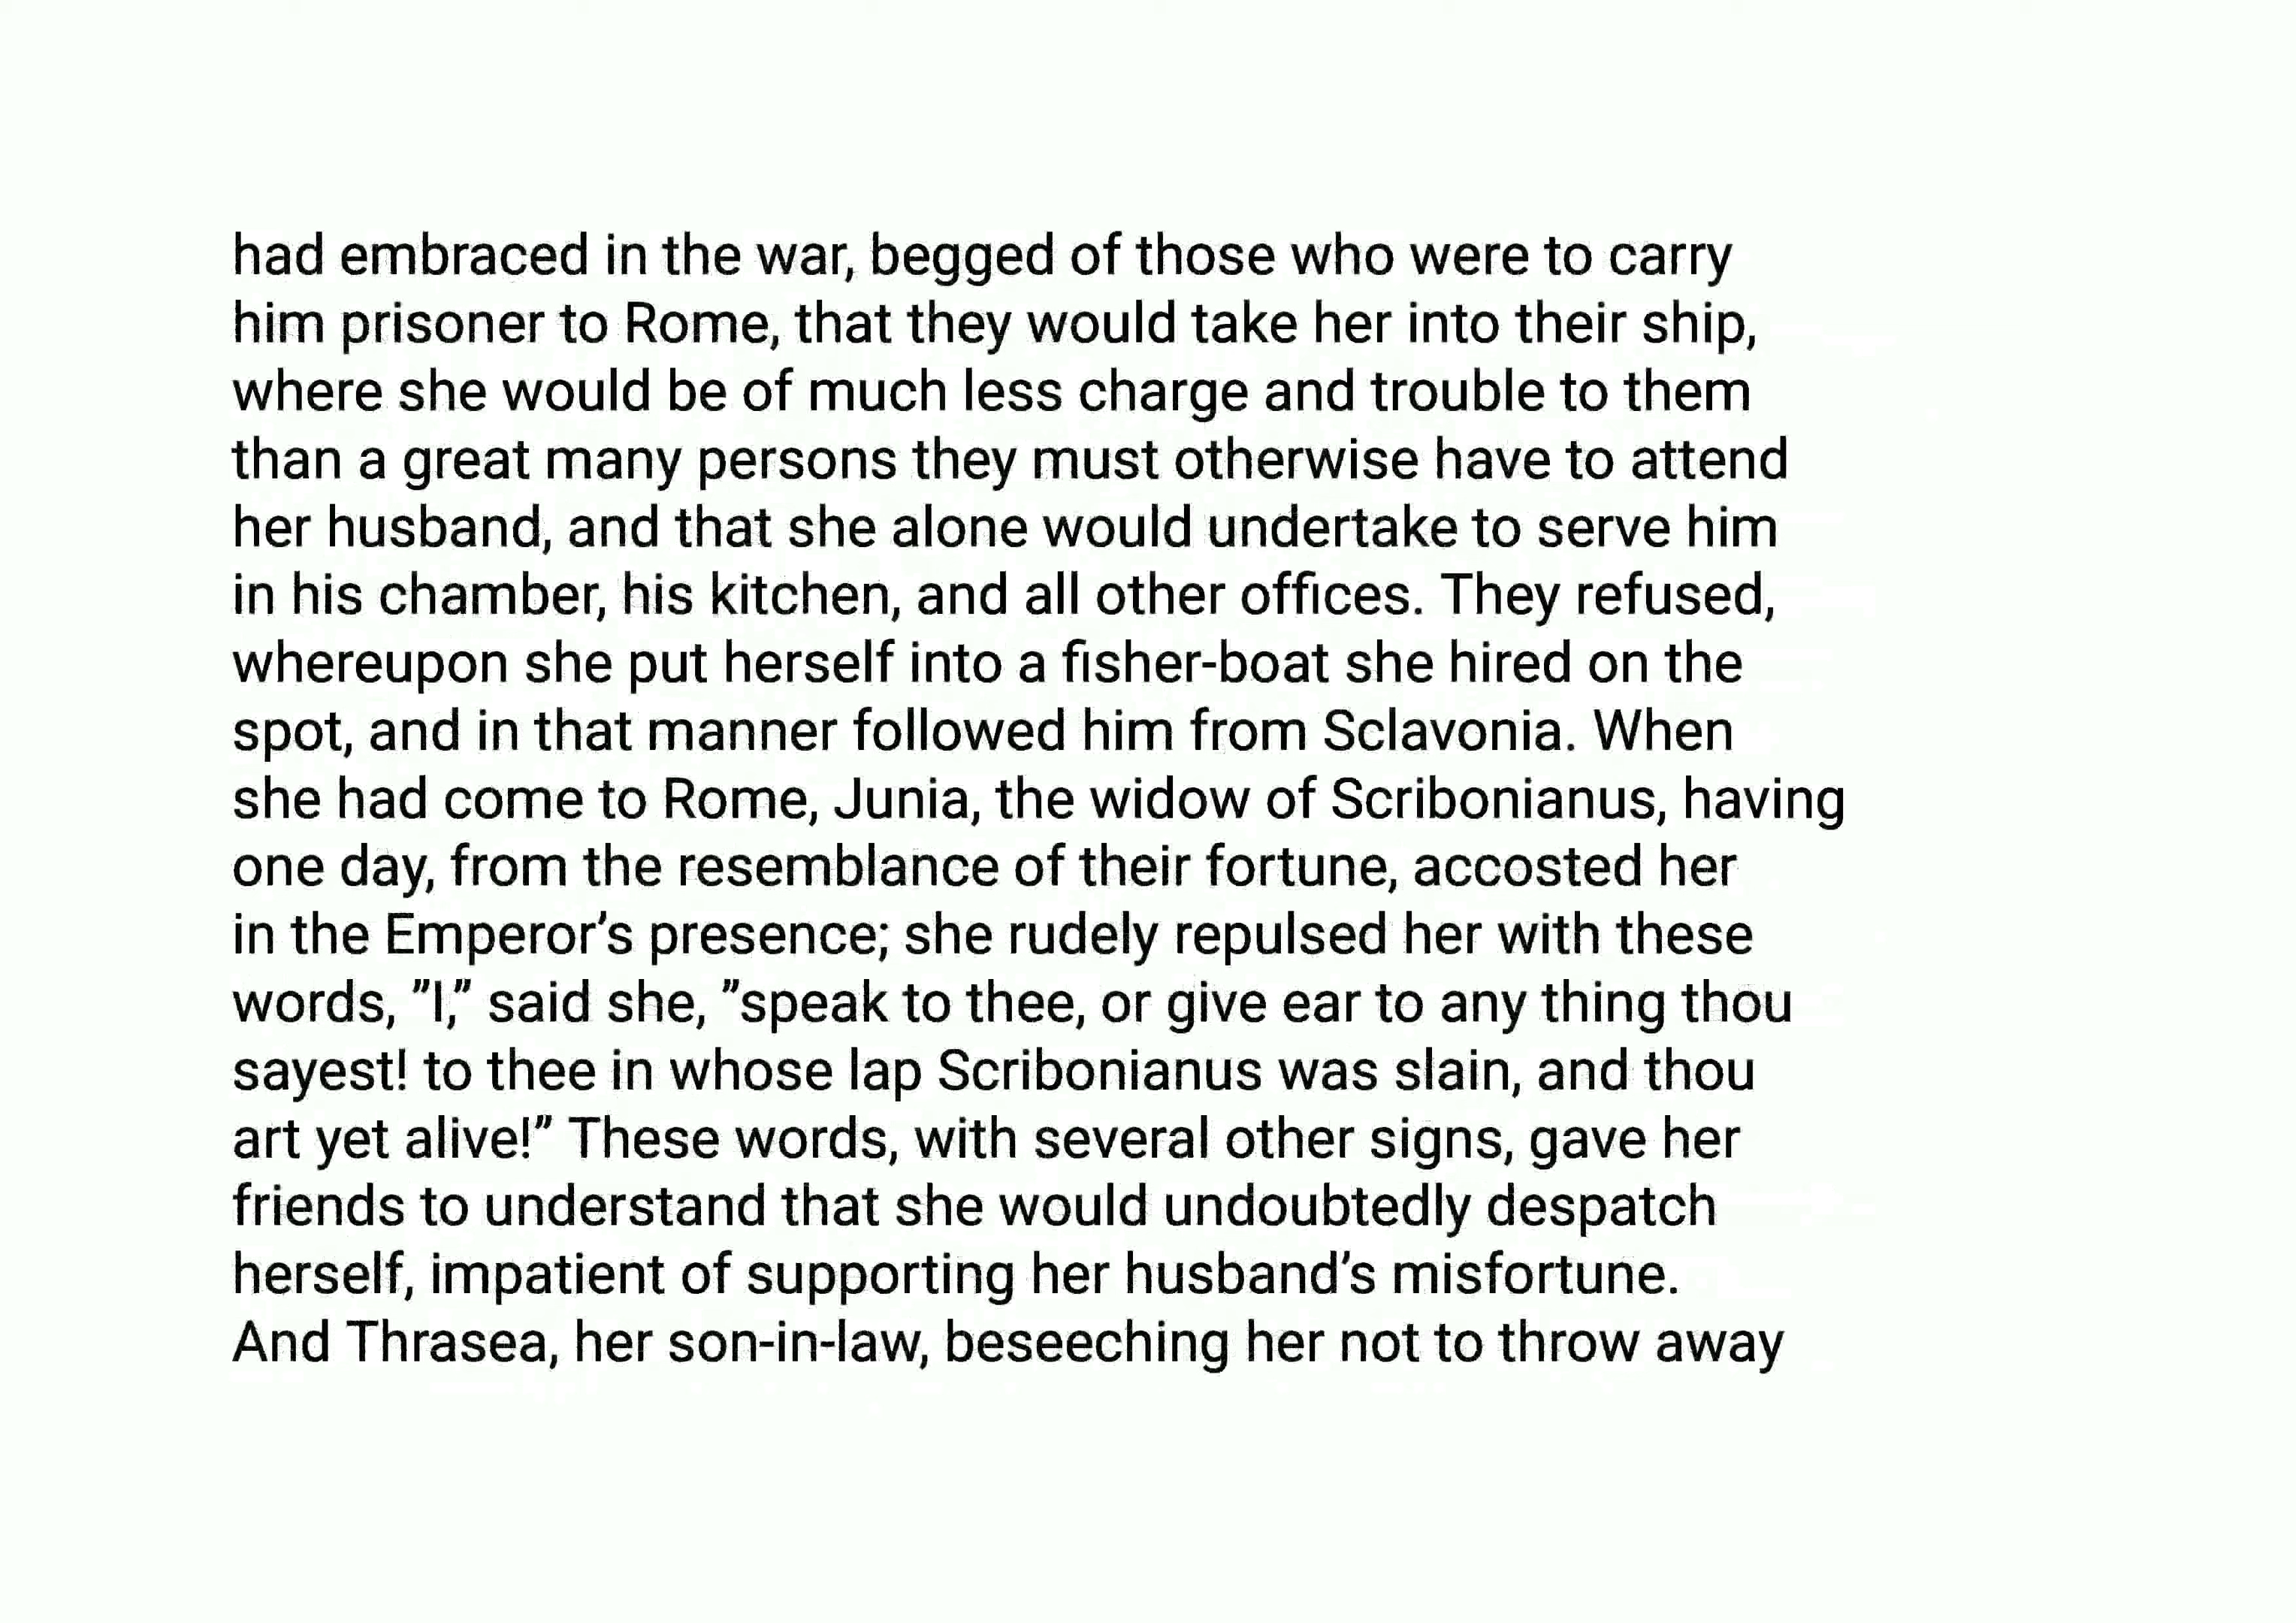 had embraced in the war, begged of those who were to carry
him prisoner to Rome, that they would take her into their ship,
where she would be of much less charge and trouble to them
than a great many persons they must otherwise have to attend
her husband, and that she alone would undertake to serve him
in his chamber, his kitchen, and all other offices. They refused,
whereupon she put herself into a fisher-boat she hired on the
spot, and in that manner followed him from Sclavonia. When
she had come to Rome, Junia, the widow of Scribonianus, having
one day, from the resemblance of their fortune, accosted her
in the Emperor’s presence; she rudely repulsed her with these
words, ”I,” said she, ”speak to thee, or give ear to any thing thou
sayest! to thee in whose lap Scribonianus was slain, and thou
art yet alive!” These words, with several other signs, gave her
friends to understand that she would undoubtedly despatch
herself, impatient of supporting her husband’s misfortune.
And Thrasea, her son-in-law, beseeching her not to throw away